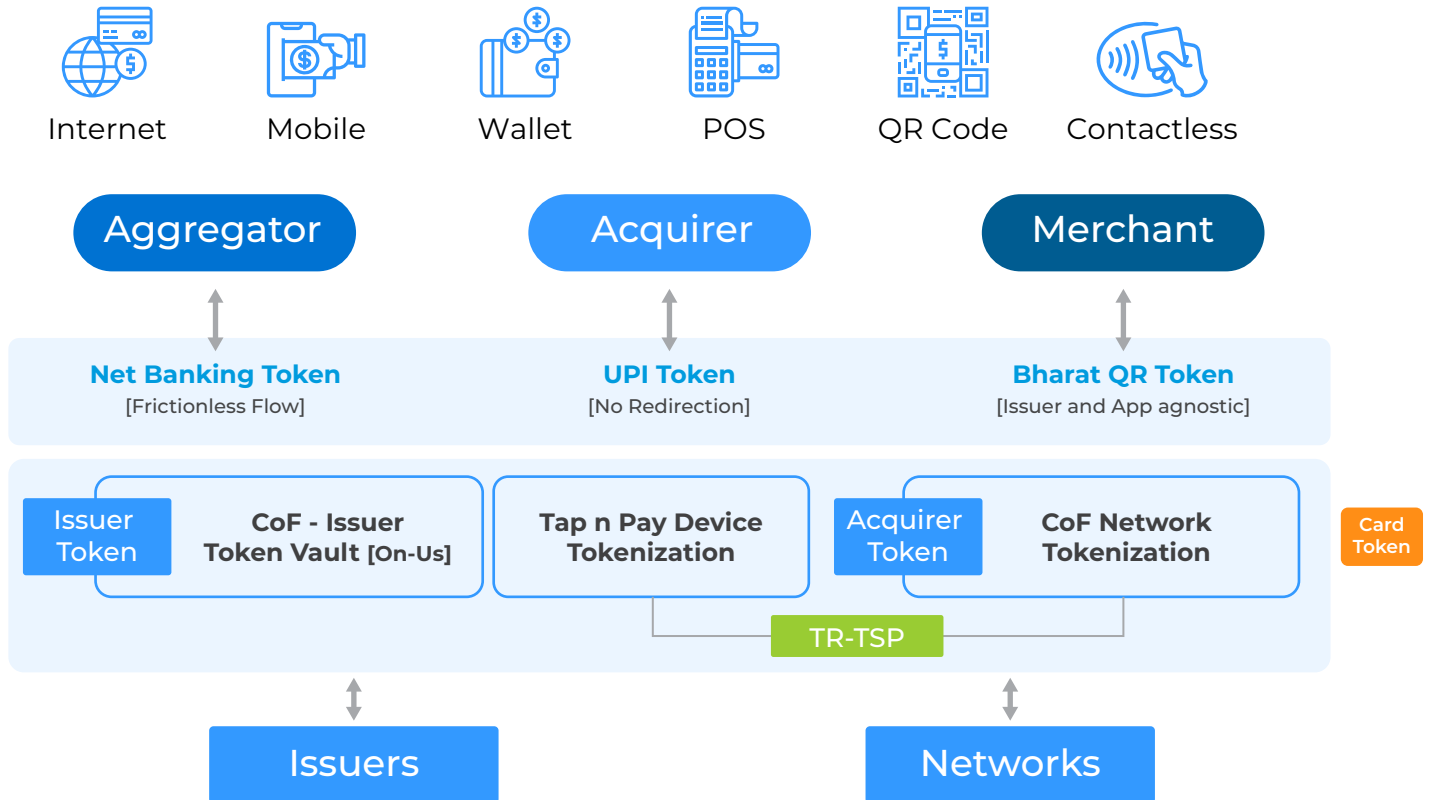 Internet
Mobile
Wallet
POS
QR Code
Contactless
Aggregator
Acquirer
Merchant
Net Banking Token
[Frictionless Flow]
UPI Token
[No Redirection]
Bharat QR Token
[Issuer and App agnostic]
Issuer
Token
CoF - Issuer
Token Vault [On-Us]
Tap n Pay Device
Tokenization
Acquirer
Token
CoF Network
Tokenization
Card
Token
TR-TSP
Issuers
Networks